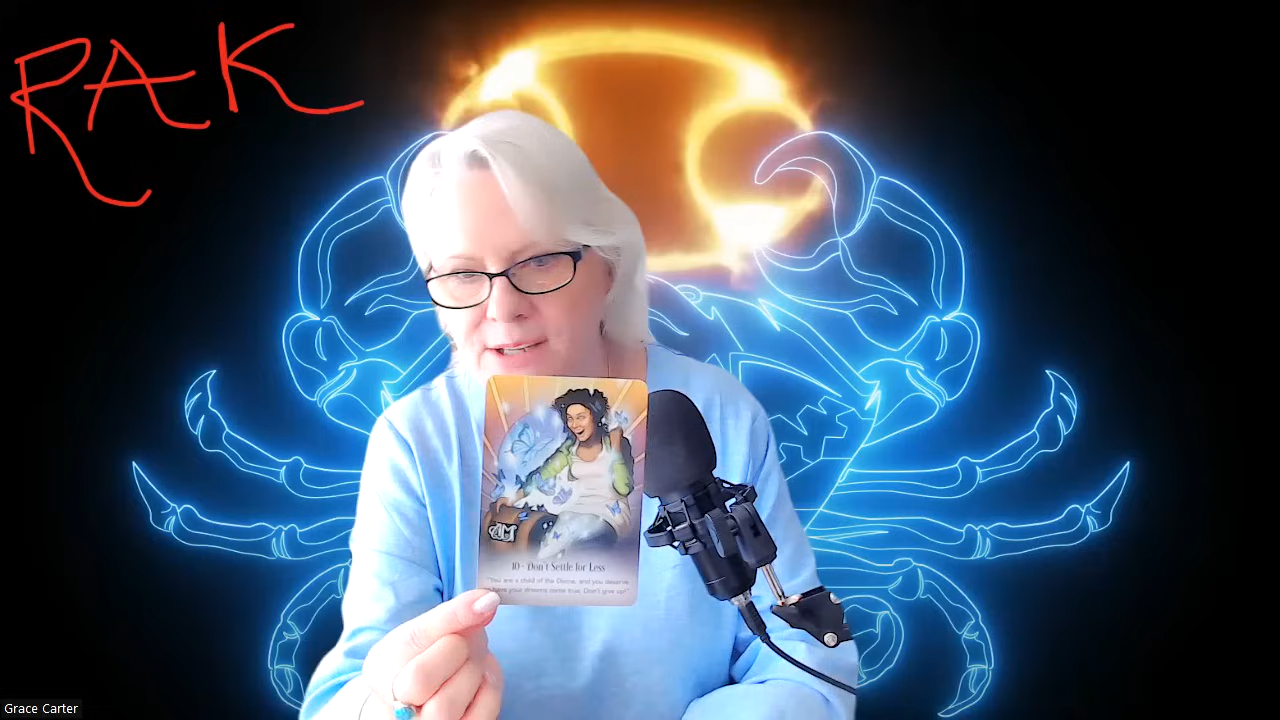 RAK
10 - Don't Settle for Less
"You are a child of the Divine, and you deserve
have your dreams come true. Don't give up!"
Grace Carter